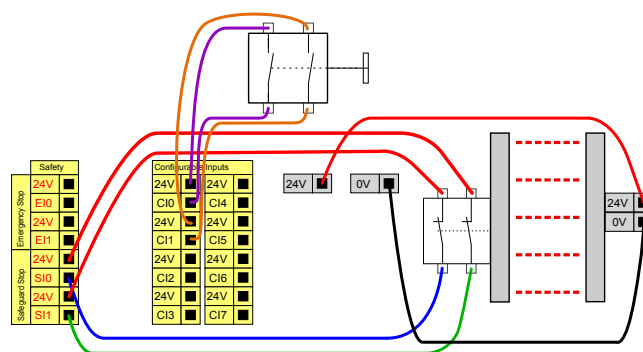 Safety
Emergency Stop
24V
EI0
24V
EI1
Safeguard Stop
24V
SI0
24V
SI1
Configurable Inputs
24V 24V
CI0 CI4
24V 24V
CI1 CI5
24V 24V
CI2 CI6
24V 24V
CI3 CI7
24V
0V
24V
0V